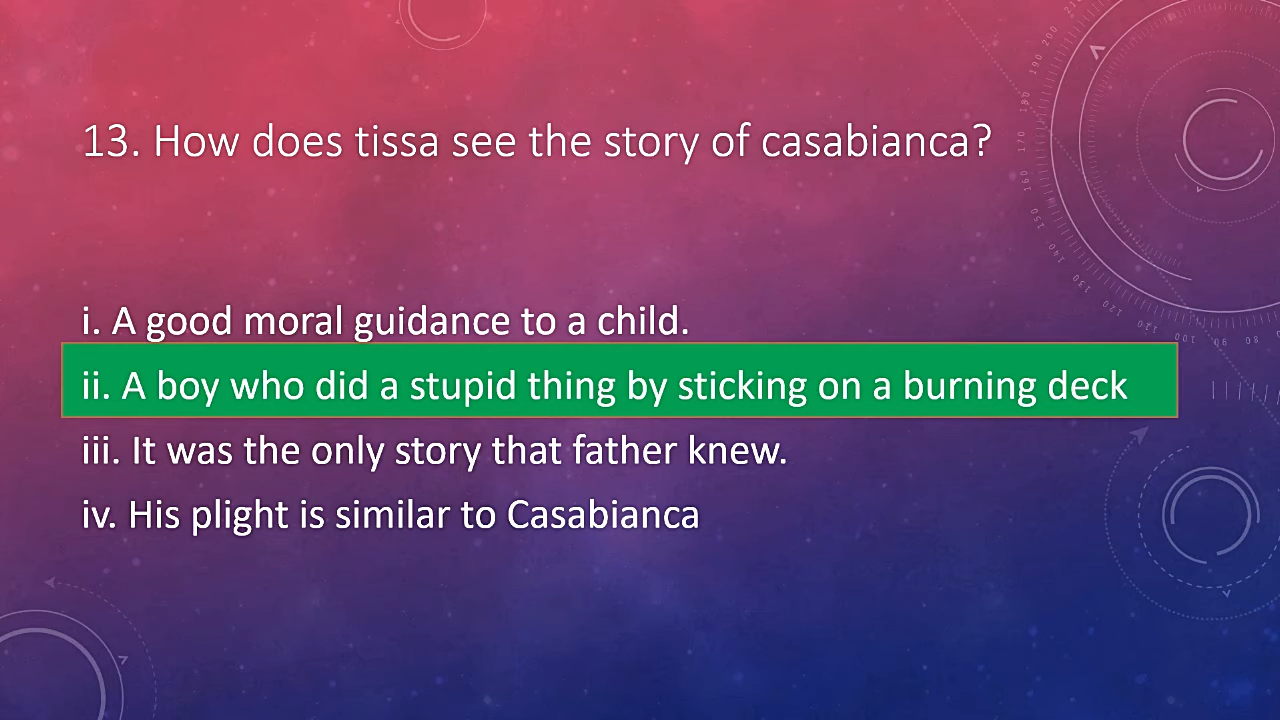 13. How does tissa see the story of casabianca?
i. A good moral guidance to a child.
ii. A boy who did a stupid thing by sticking on a burning deck
iii. It was the only story that father knew.
iv. His plight is similar to Casabianca